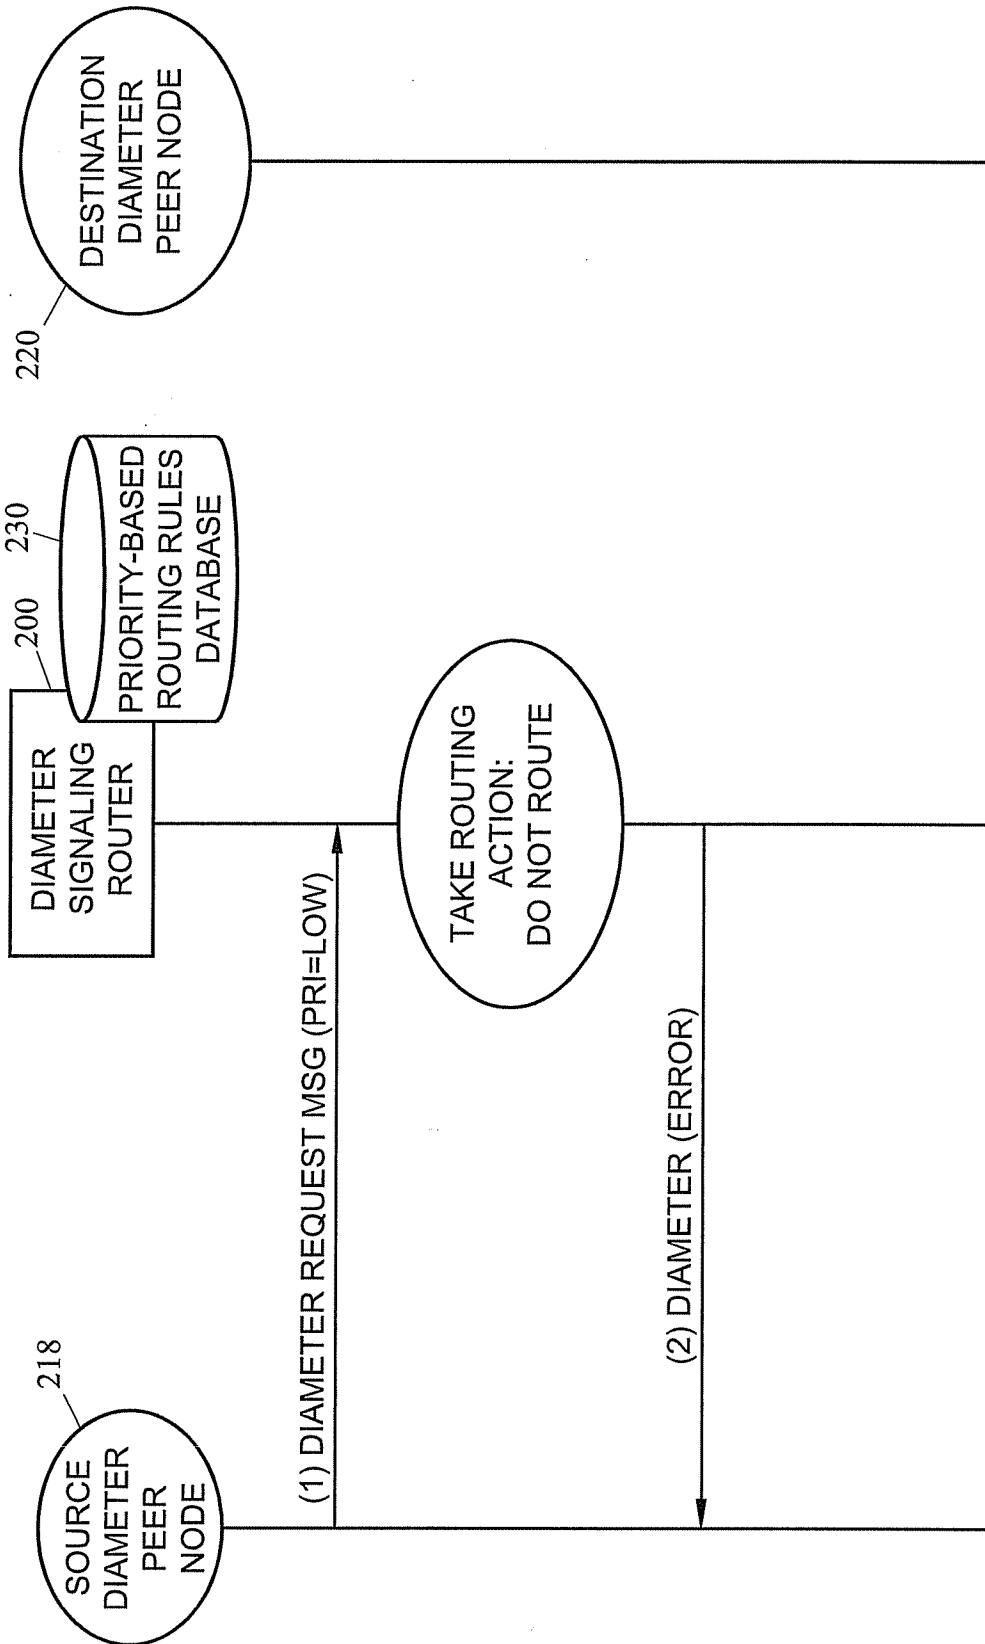 SOURCE
DIAMETER
PEER
NODE
218
DIAMETER
SIGNALING
ROUTER
200
230
PRIORITY-BASED
ROUTING RULES
DATABASE
220
DESTINATION
DIAMETER
PEER NODE
(1) DIAMETER REQUEST MSG (PRI=LOW)
TAKE ROUTING
ACTION:
DO NOT ROUTE
(2) DIAMETER (ERROR)